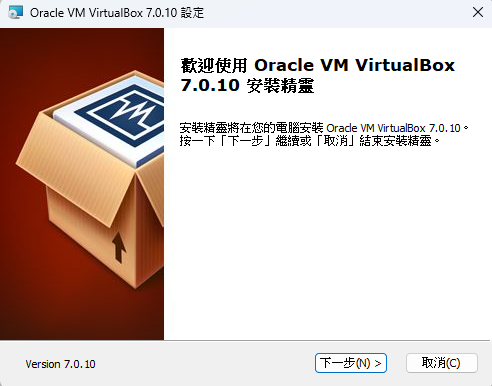 Oracle VM VirtualBox 7.0.10 設定
歡迎使用 Oracle VM VirtualBox
7.0.10 安裝精靈
安裝精靈將在您的電腦安裝 Oracle VM VirtualBox 7.0.10。
按一下「下一步」繼續或「取消」結束安裝精靈。
Version 7.0.10
下一步(N) >
取消(C)